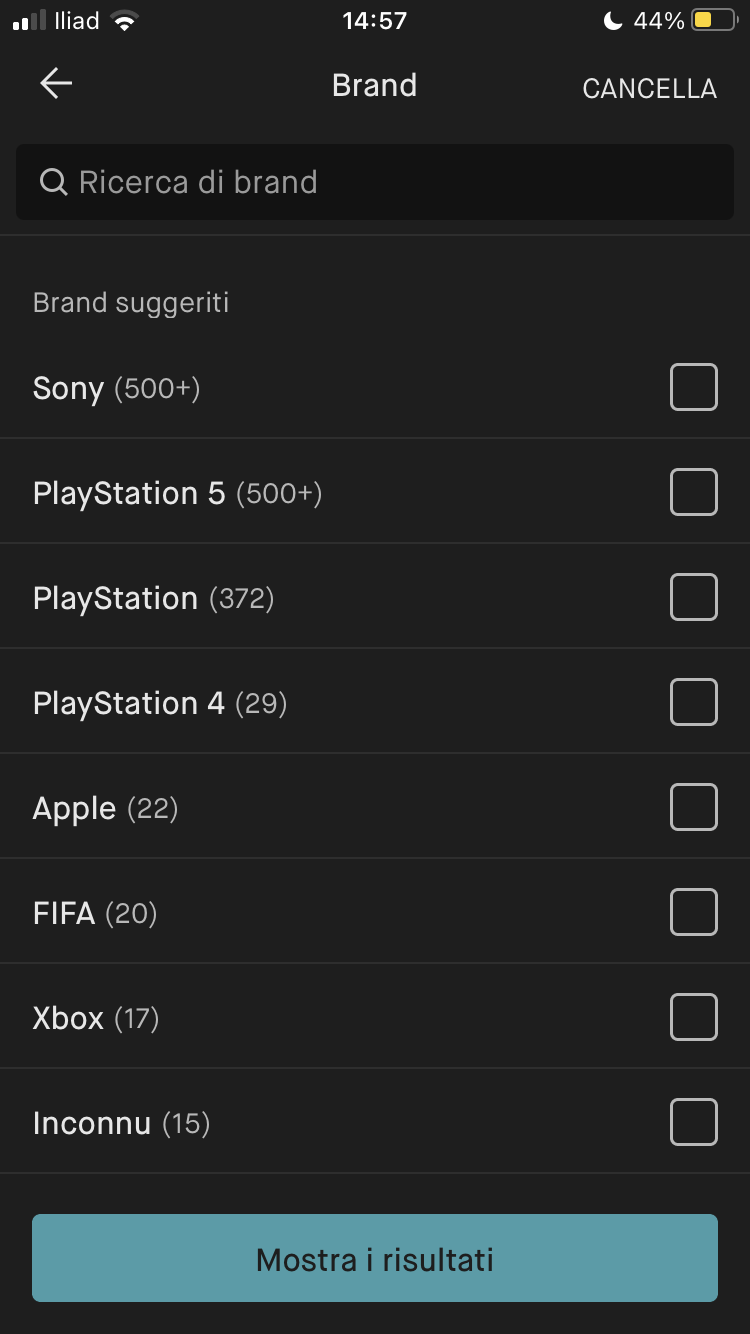 Iliad 14:57 44%
Brand CANCELLA
Ricerca di brand
Brand suggeriti
Sony (500+)
PlayStation 5 (500+)
PlayStation (372)
PlayStation 4 (29)
Apple (22)
FIFA (20)
Xbox (17)
Inconnu (15)
Mostra i risultati